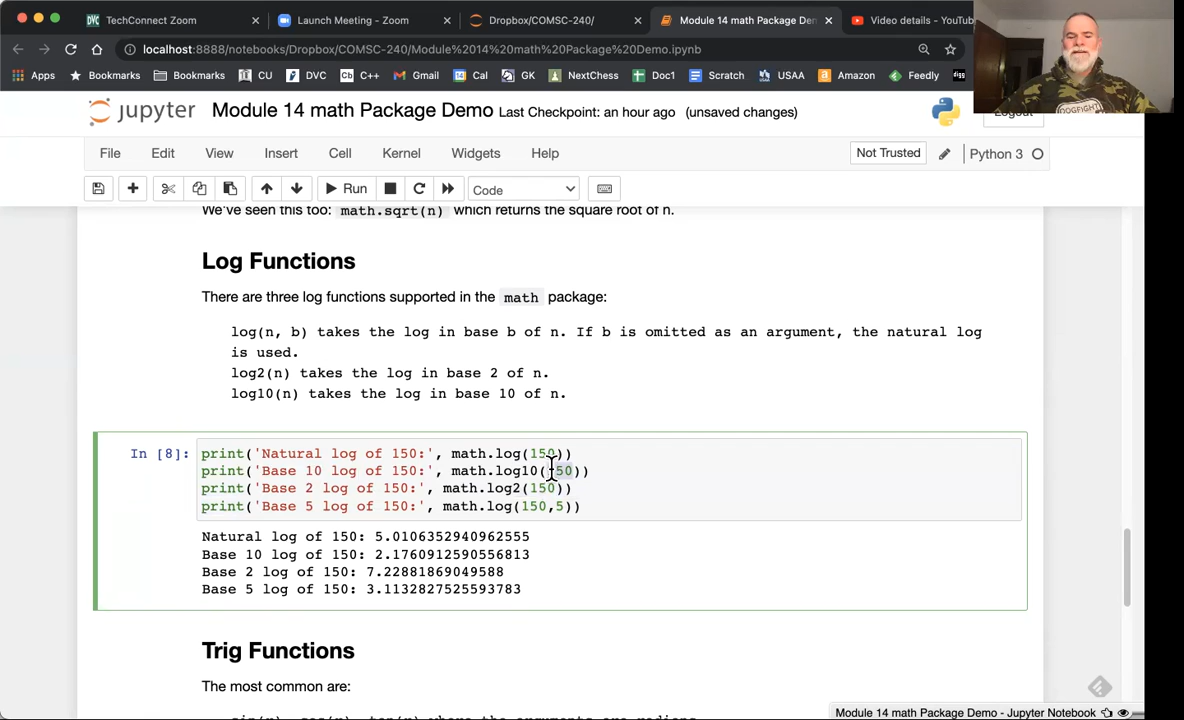 TechConnect Zoom
Launch Meeting - Zoom
Dropbox/COMSC-240/
Module 14 math Package Dem
Video details - YouTub
localhost:8888/notebooks/Dropbox/COMSC-240/Module%2014%20math%20Package%20Demo.ipynb
Apps Bookmarks Bookmarks CU DVC C++ Gmail Cal GK NextChess Doc1 Scratch USAA Amazon Feedly digg
jupyter Module 14 math Package Demo Last Checkpoint: an hour ago (unsaved changes)
File Edit View Insert Cell Kernel Widgets Help Not Trusted Python 3
Run Code
We've seen this too: math.sqrt(n) which returns the square root of n.
Log Functions
There are three log functions supported in the math package:
log(n, b) takes the log in base b of n. If b is omitted as an argument, the natural log
is used.
log2(n) takes the log in base 2 of n.
log10(n) takes the log in base 10 of n.
In [8]: print('Natural log of 150:', math.log(150))
print('Base 10 log of 150:', math.log10(150))
print('Base 2 log of 150:', math.log2(150))
print('Base 5 log of 150:', math.log(150,5))
Natural log of 150: 5.0106352940962555
Base 10 log of 150: 2.1760912590556813
Base 2 log of 150: 7.22881869049588
Base 5 log of 150: 3.1132827525593783
Trig Functions
The most common are:
Module 14 math Package Demo - Jupyter Notebook